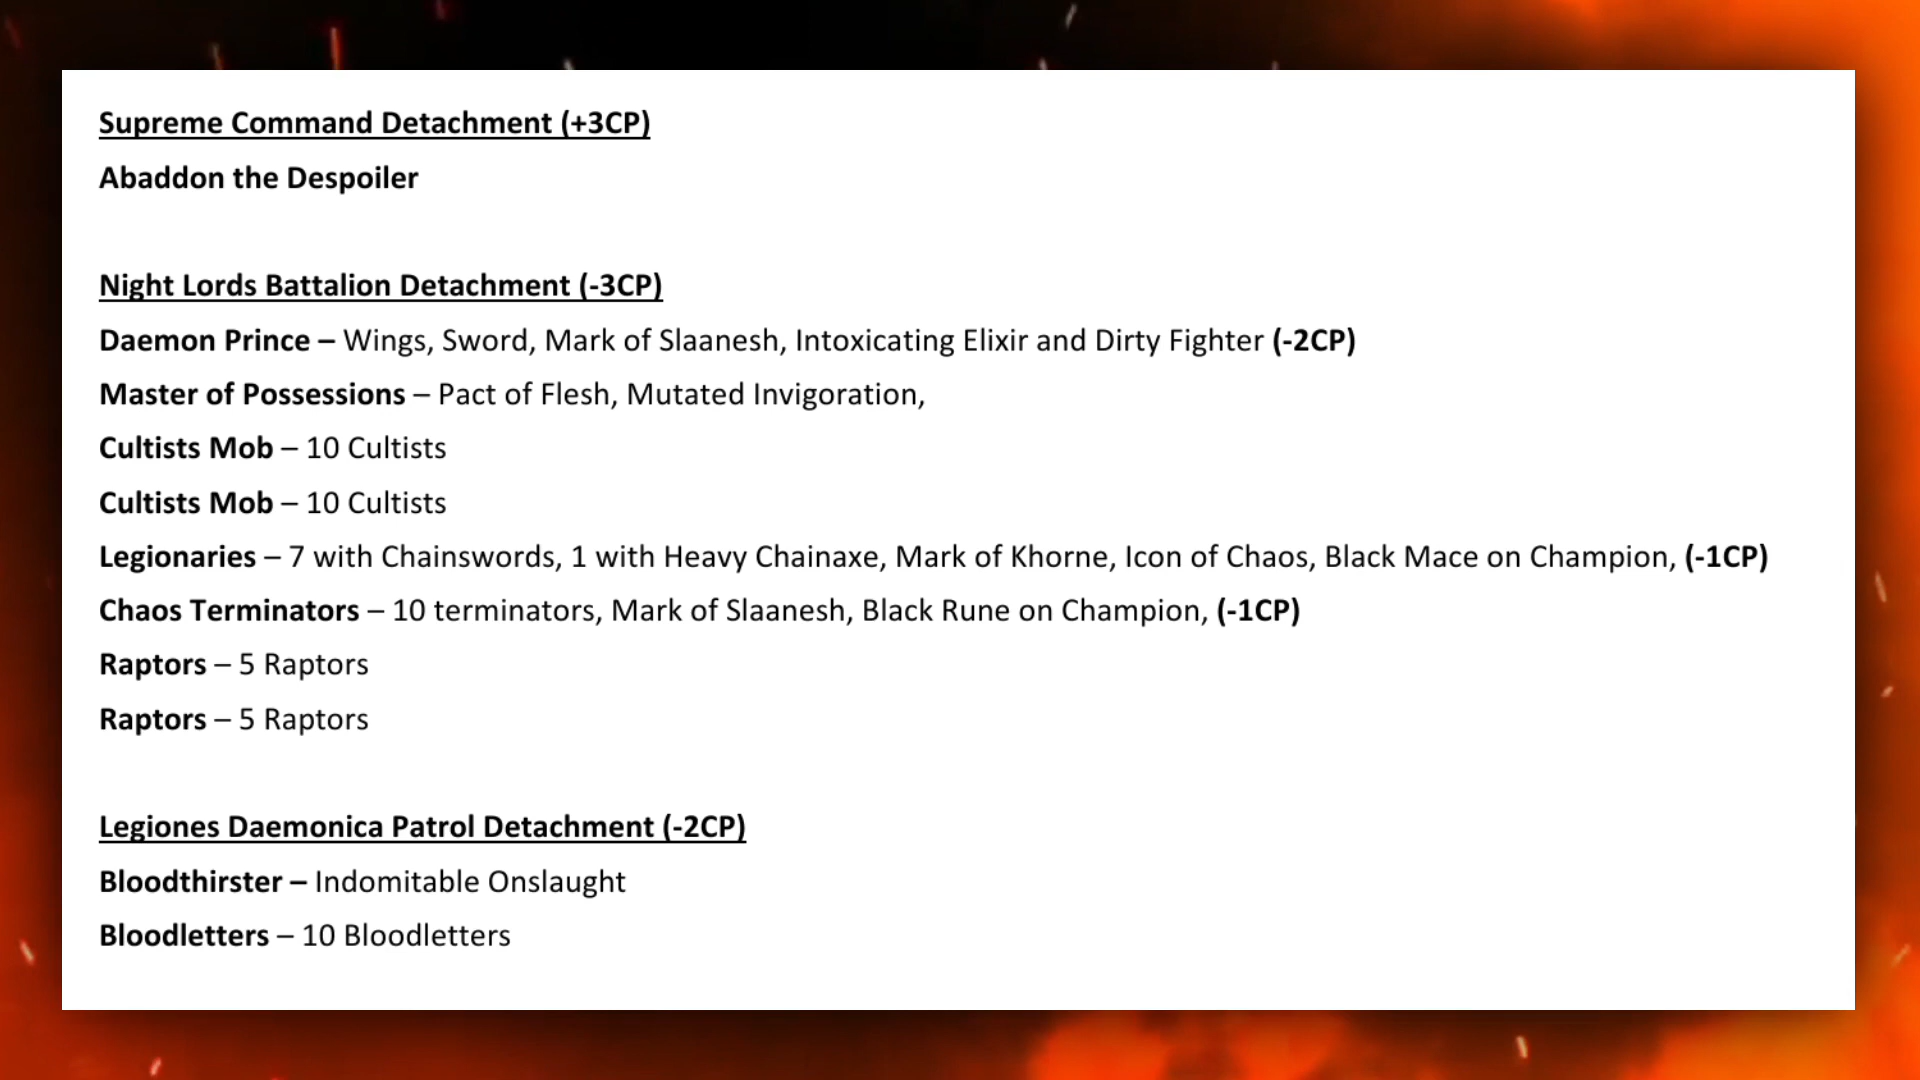 Supreme Command Detachment (+3CP)
Abaddon the Despoiler
Night Lords Battalion Detachment (-3CP)
Daemon Prince – Wings, Sword, Mark of Slaanesh, Intoxicating Elixir and Dirty Fighter (-2CP)
Master of Possessions – Pact of Flesh, Mutated Invigoration,
Cultists Mob – 10 Cultists
Cultists Mob – 10 Cultists
Legionaries – 7 with Chainswords, 1 with Heavy Chainaxe, Mark of Khorne, Icon of Chaos, Black Mace on Champion, (-1CP)
Chaos Terminators – 10 terminators, Mark of Slaanesh, Black Rune on Champion, (-1CP)
Raptors – 5 Raptors
Raptors – 5 Raptors
Legiones Daemonica Patrol Detachment (-2CP)
Bloodthirster – Indomitable Onslaught
Bloodletters – 10 Bloodletters